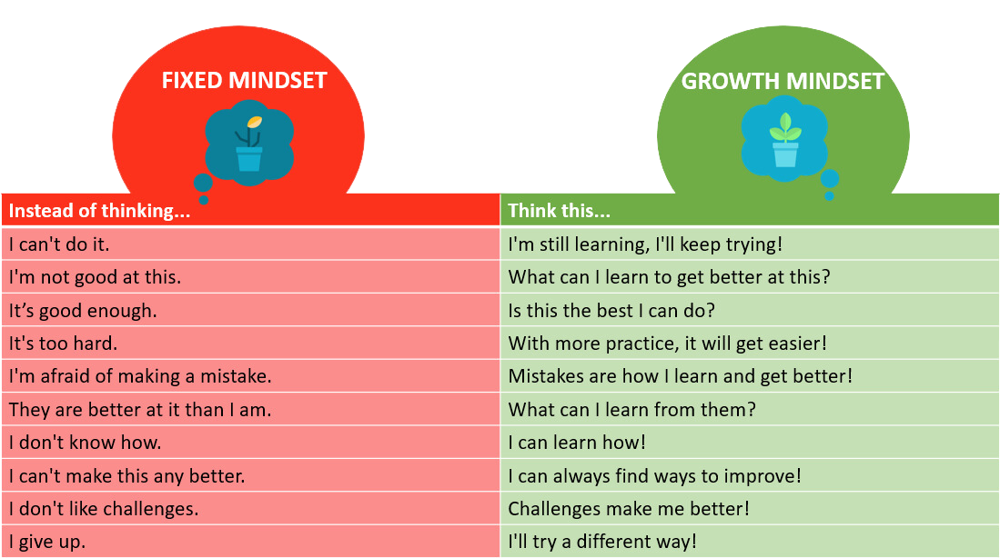 FIXED MINDSET
GROWTH MINDSET
Instead of thinking...
Think this...
I can't do it.
I'm still learning, I'll keep trying!
I'm not good at this.
What can I learn to get better at this?
It’s good enough.
Is this the best I can do?
It's too hard.
With more practice, it will get easier!
I'm afraid of making a mistake.
Mistakes are how I learn and get better!
They are better at it than I am.
What can I learn from them?
I don't know how.
I can learn how!
I can't make this any better.
I can always find ways to improve!
I don't like challenges.
Challenges make me better!
I give up.
I'll try a different way!